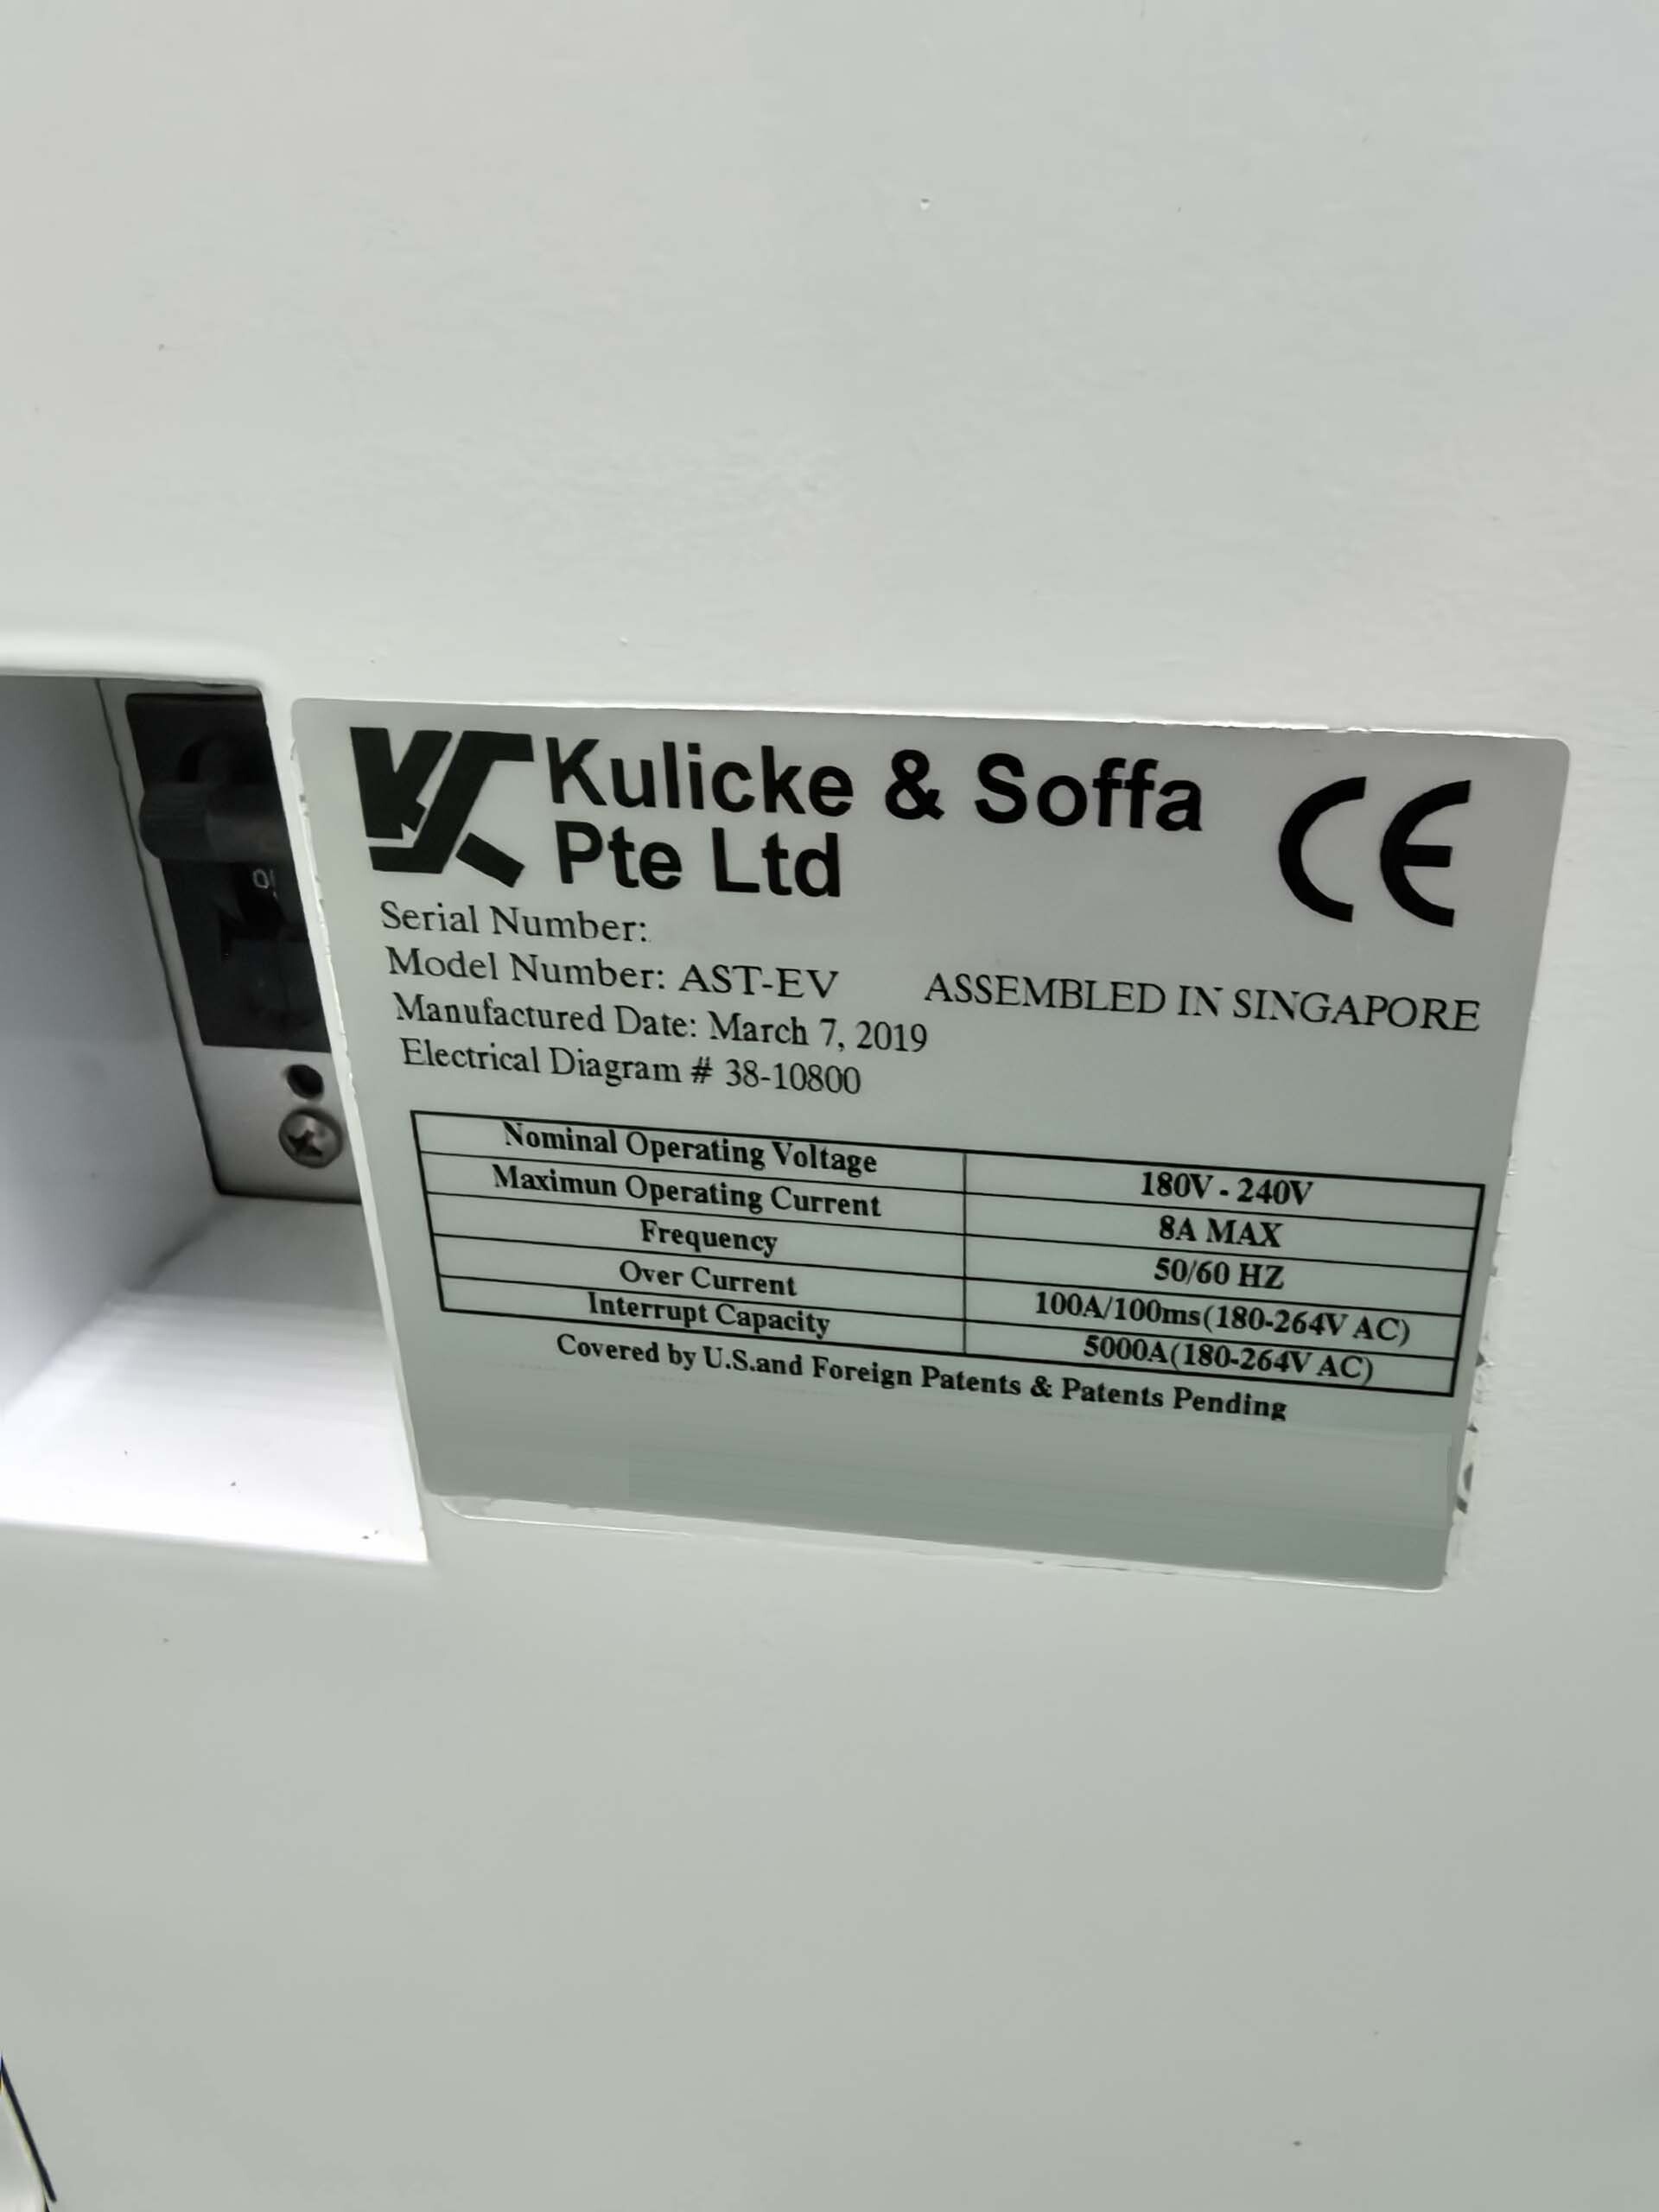 KS Kulicke & Soffa CE
Pte Ltd
Serial Number:
Model Number: AST-EV ASSEMBLED IN SINGAPORE
Manufactured Date: March 7, 2019
Electrical Diagram # 38-10800
Nominal Operating Voltage 180V - 240V
Maximun Operating Current 8A MAX
Frequency 50/60 HZ
Over Current 100A/100ms(180-264V AC)
Interrupt Capacity 5000A(180-264V AC)
Covered by U.S.and Foreign Patents & Patents Pending